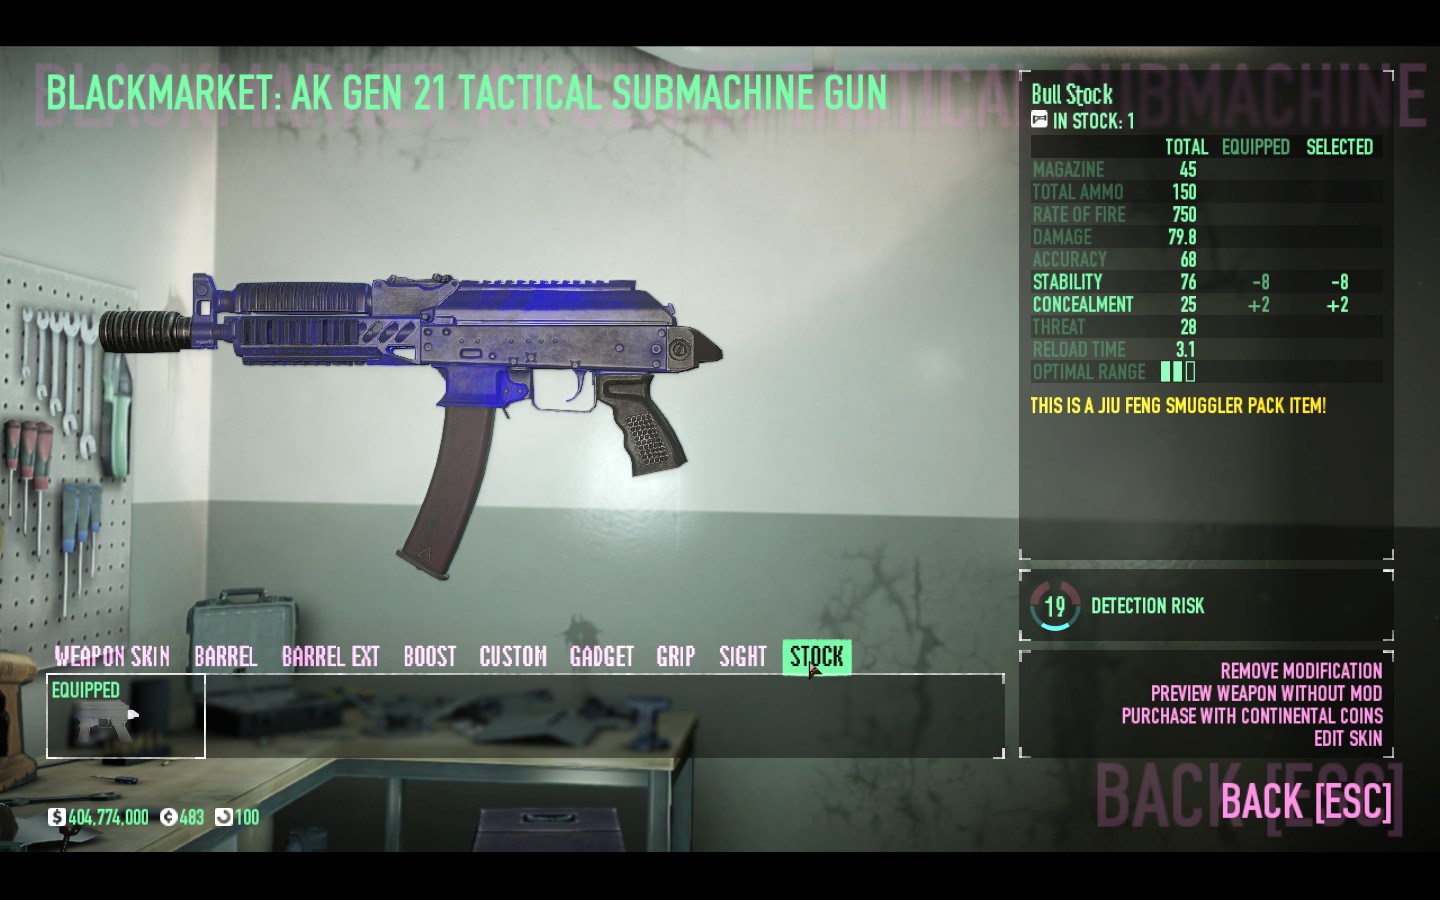 BLACKMARKET: AK GEN 21 TACTICAL SUBMACHINE GUN
Bull Stock
IN STOCK: 1
TOTAL EQUIPPED SELECTED
MAGAZINE 45
TOTAL AMMO 150
RATE OF FIRE 750
DAMAGE 79.8
ACCURACY 68
STABILITY 76 -8 -8
CONCEALMENT 25 +2 +2
THREAT 28
RELOAD TIME 3.1
OPTIMAL RANGE
THIS IS A JIU FENG SMUGGLER PACK ITEM!
19 DETECTION RISK
WEAPON SKIN BARREL BARREL EXT BOOST CUSTOM GADGET GRIP SIGHT STOCK
EQUIPPED
REMOVE MODIFICATION
PREVIEW WEAPON WITHOUT MOD
PURCHASE WITH CONTINENTAL COINS
EDIT SKIN
BACK [ESC]
$ 404,774,000 483 100